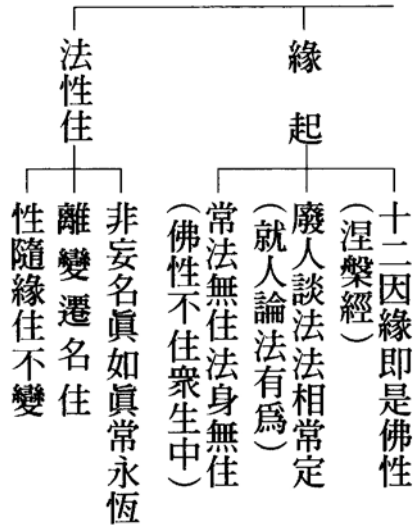 緣起
十二因緣即是佛性
（涅槃經）
廢人談法法相常定
（就人論法有爲）
常法無住法身無住
（佛性不住衆生中）
法性住
非妄名眞如眞常永恆
離變遷名住
性隨緣住不變